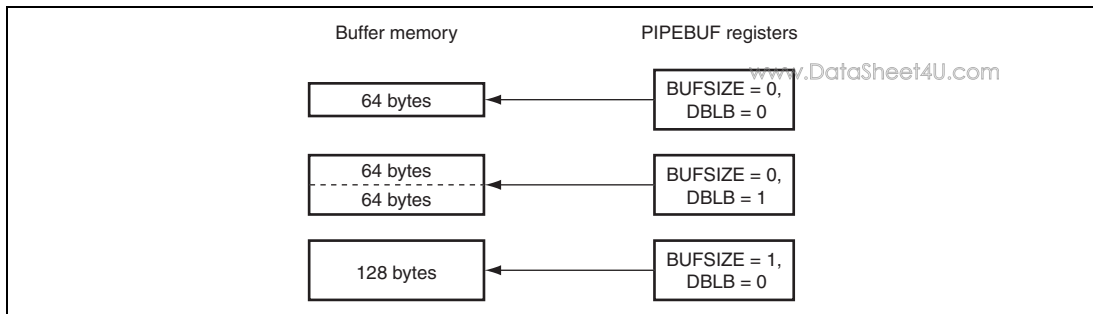 Buffer memory
PIPEBUF registers
www.DataSheet4U.com
64 bytes
BUFSIZE = 0,
DBLB = 0
64 bytes
64 bytes
BUFSIZE = 0,
DBLB = 1
128 bytes
BUFSIZE = 1,
DBLB = 0